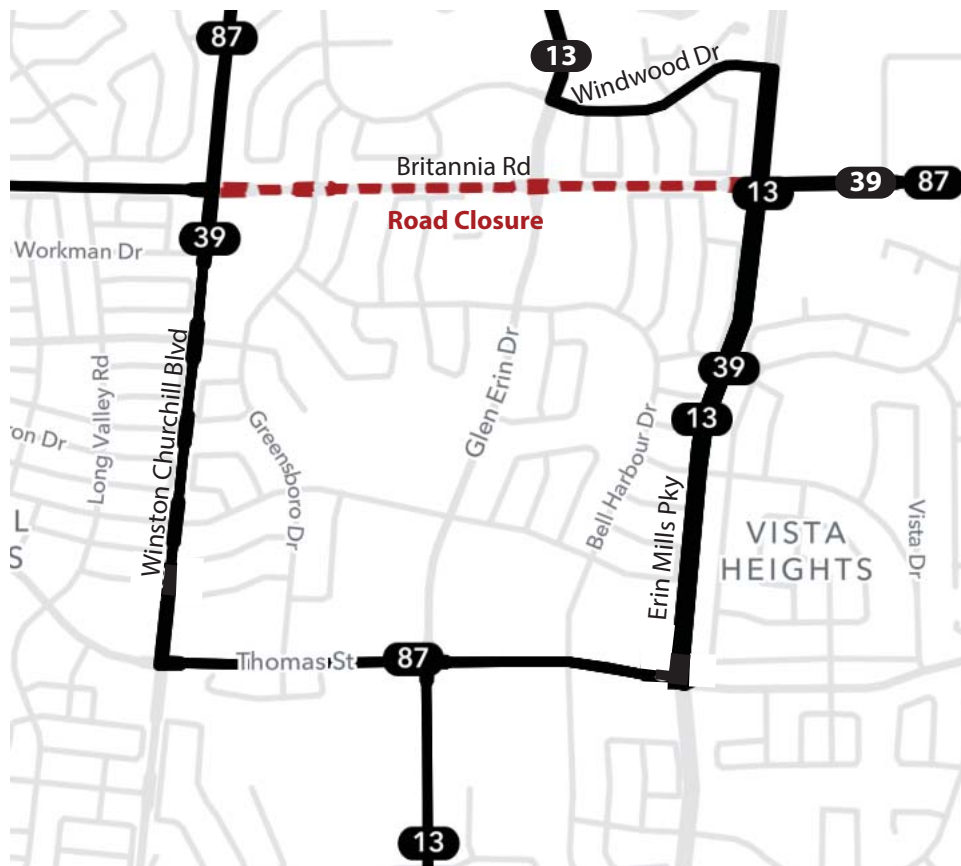 87
13
Windwood Dr
Britannia Rd
Road Closure
13
39
87
39
Workman Dr
Winston Churchill Blvd
Long Valley Rd
ron Dr
Greensboro Dr
Glen Erin Dr
Bell Harbour Dr
39
13
Erin Mills Pky
L
S
VISTA
HEIGHTS
Vista Dr
Thomas St
87
13